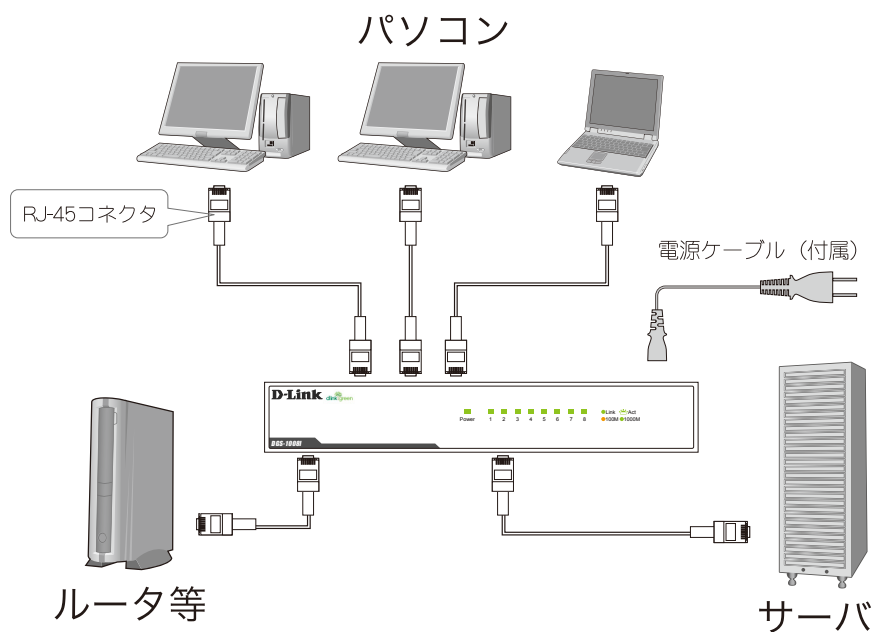 パソコン
RJ-45コネクタ
電源ケーブル（付属）
D-Link dlinkgreen
Power 1 2 3 4 5 6 7 8
Link Act
100M 1000M
DGS-1008
ルータ等
サーバ